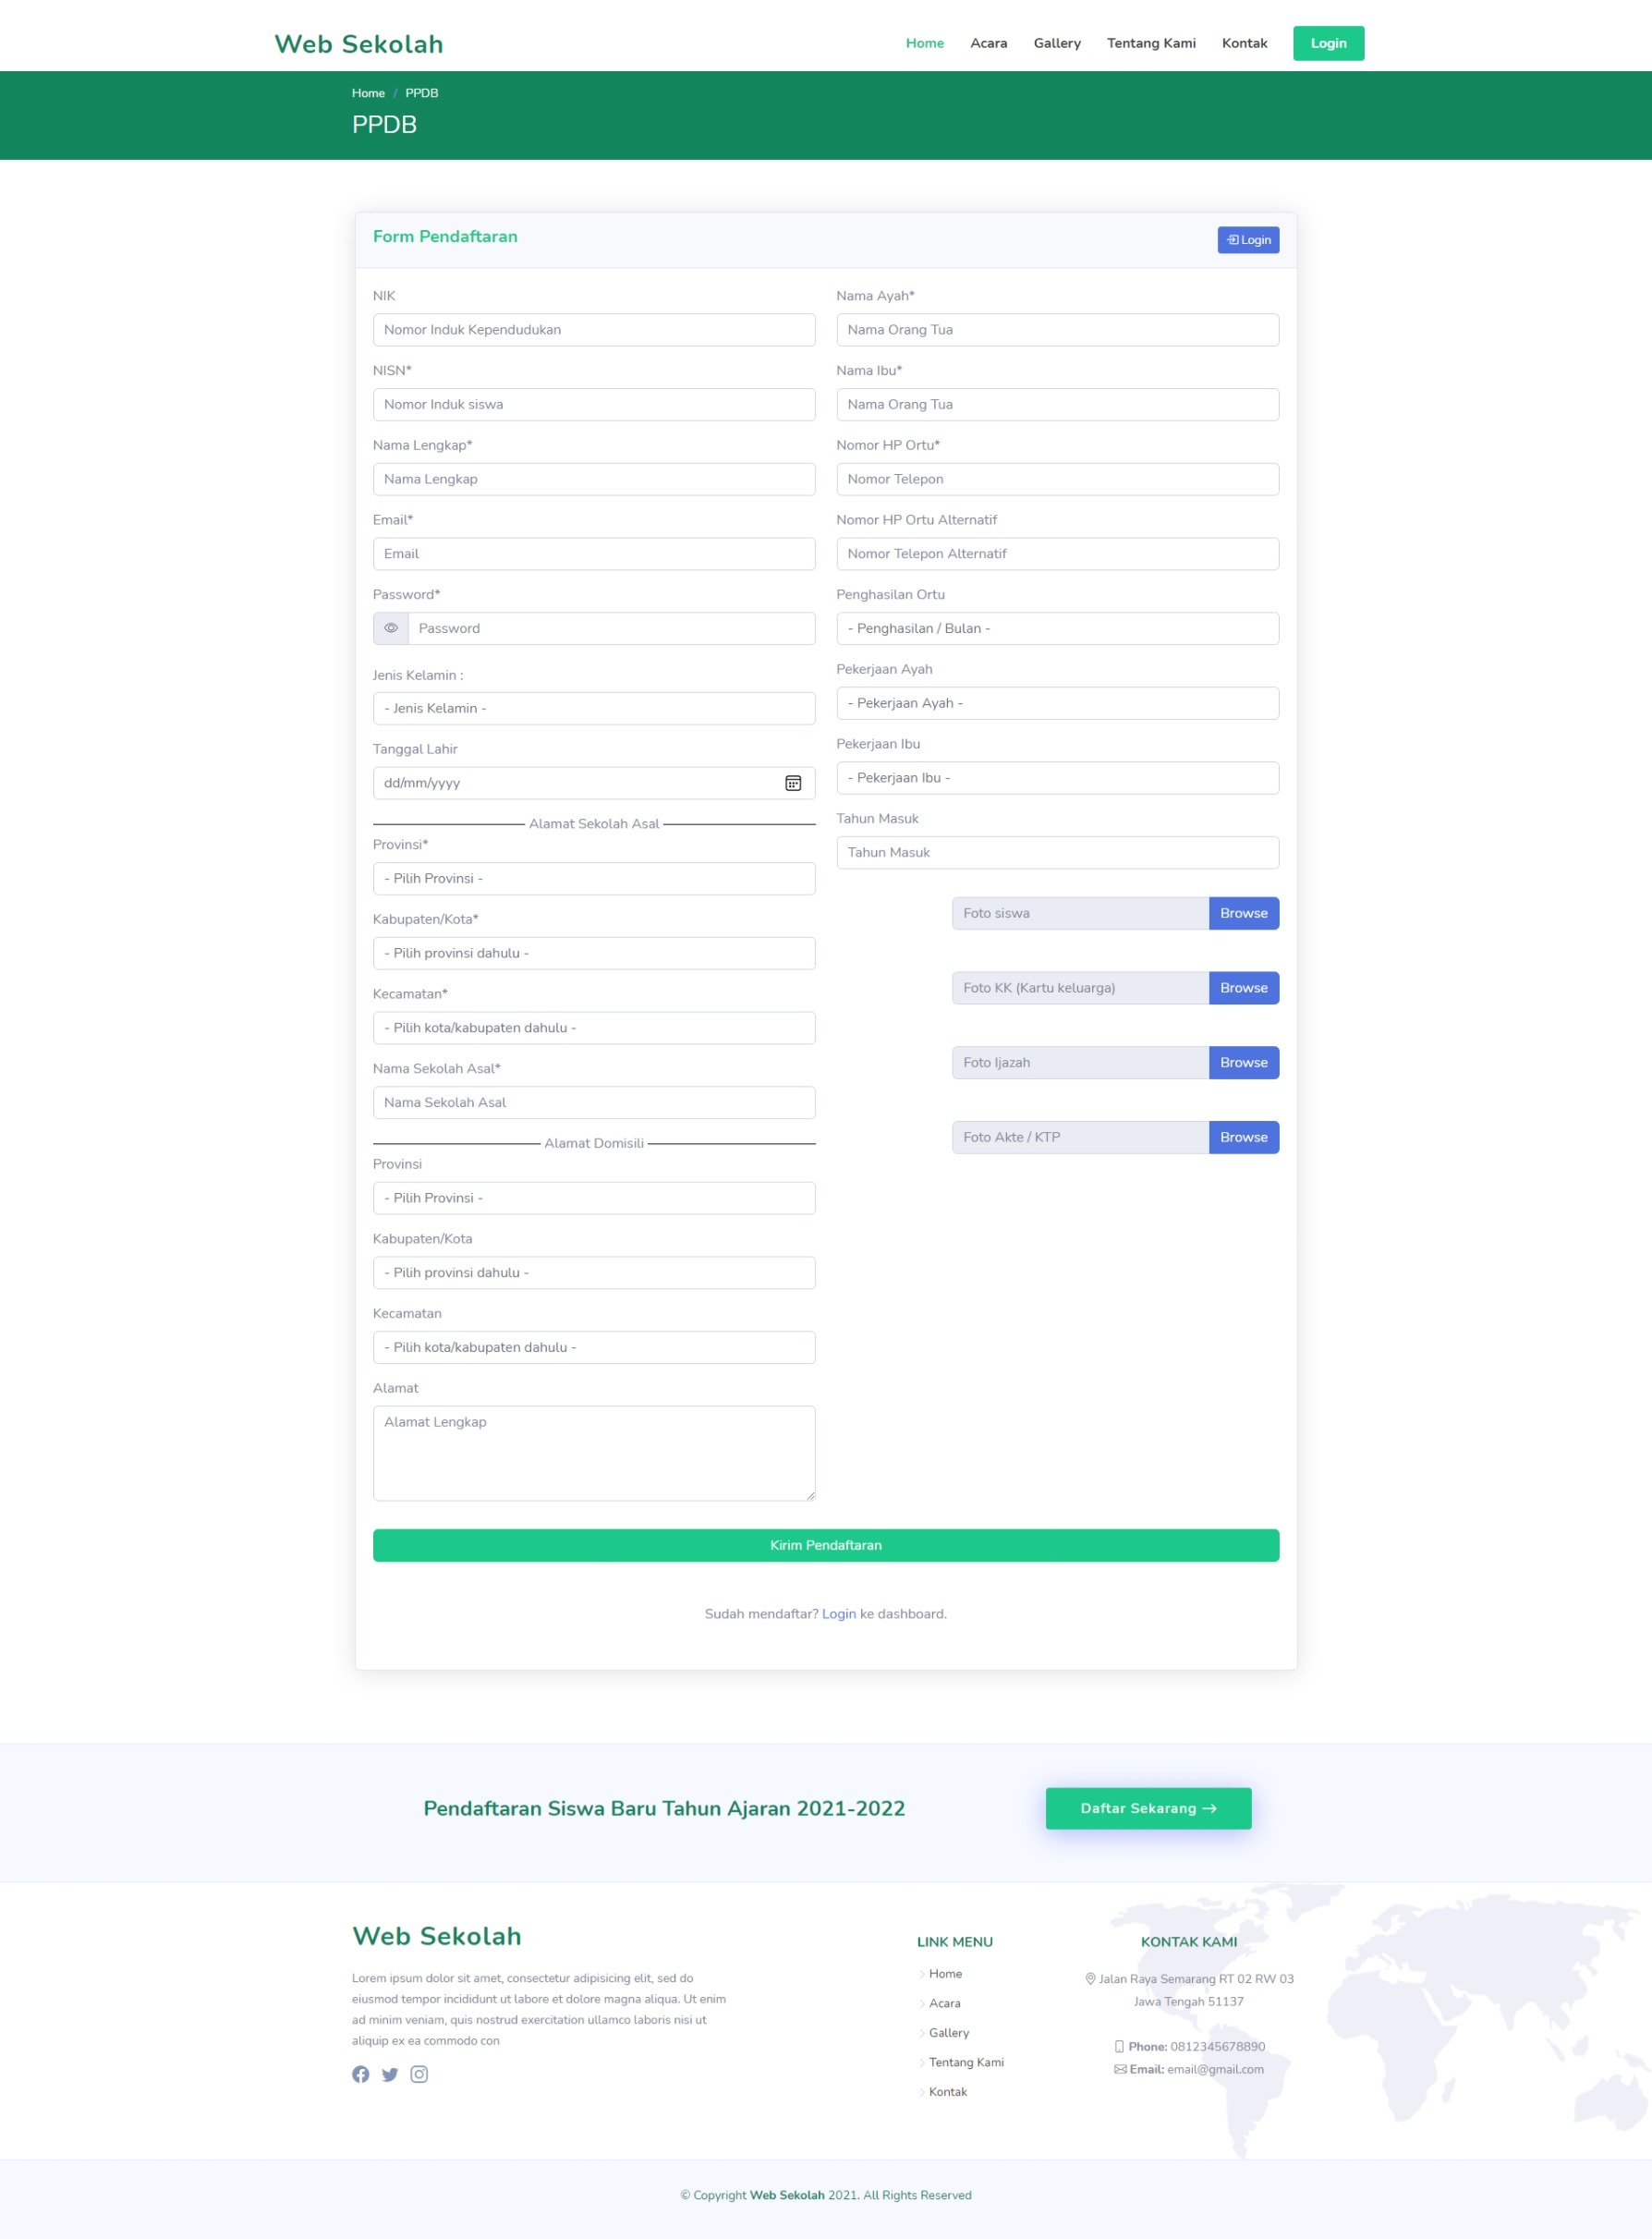 Web Sekolah
Home
Acara
Gallery
Tentang Kami
Kontak
Login
Home / PPDB
PPDB
Form Pendaftaran
Login
NIK
Nomor Induk Kependudukan
NISN*
Nomor Induk siswa
Nama Lengkap*
Nama Lengkap
Email*
Email
Password*
Password
Jenis Kelamin :
- Jenis Kelamin -
Tanggal Lahir
dd/mm/yyyy
Alamat Sekolah Asal
Provinsi*
- Pilih Provinsi -
Kabupaten/Kota*
- Pilih provinsi dahulu -
Kecamatan*
- Pilih kota/kabupaten dahulu -
Nama Sekolah Asal*
Nama Sekolah Asal
Alamat Domisili
Provinsi
- Pilih Provinsi -
Kabupaten/Kota
- Pilih provinsi dahulu -
Kecamatan
- Pilih kota/kabupaten dahulu -
Alamat
Alamat Lengkap
Nama Ayah*
Nama Orang Tua
Nama Ibu*
Nama Orang Tua
Nomor HP Ortu*
Nomor Telepon
Nomor HP Ortu Alternatif
Nomor Telepon Alternatif
Penghasilan Ortu
- Penghasilan / Bulan -
Pekerjaan Ayah
- Pekerjaan Ayah -
Pekerjaan Ibu
- Pekerjaan Ibu -
Tahun Masuk
Tahun Masuk
Foto siswa
Browse
Foto KK (Kartu keluarga)
Browse
Foto Ijazah
Browse
Foto Akte / KTP
Browse
Kirim Pendaftaran
Sudah mendaftar? Login ke dashboard.
Pendaftaran Siswa Baru Tahun Ajaran 2021-2022
Daftar Sekarang →
Web Sekolah
Lorem ipsum dolor sit amet, consectetur adipisicing elit, sed do
eiusmod tempor incididunt ut labore et dolore magna aliqua. Ut enim
ad minim veniam, quis nostrud exercitation ullamco laboris nisi ut
aliquip ex ea commodo con
LINK MENU
Home
Acara
Gallery
Tentang Kami
Kontak
KONTAK KAMI
Jalan Raya Semarang RT 02 RW 03
Jawa Tengah 51137
Phone: 0812345678890
Email: email@gmail.com
© Copyright Web Sekolah 2021. All Rights Reserved